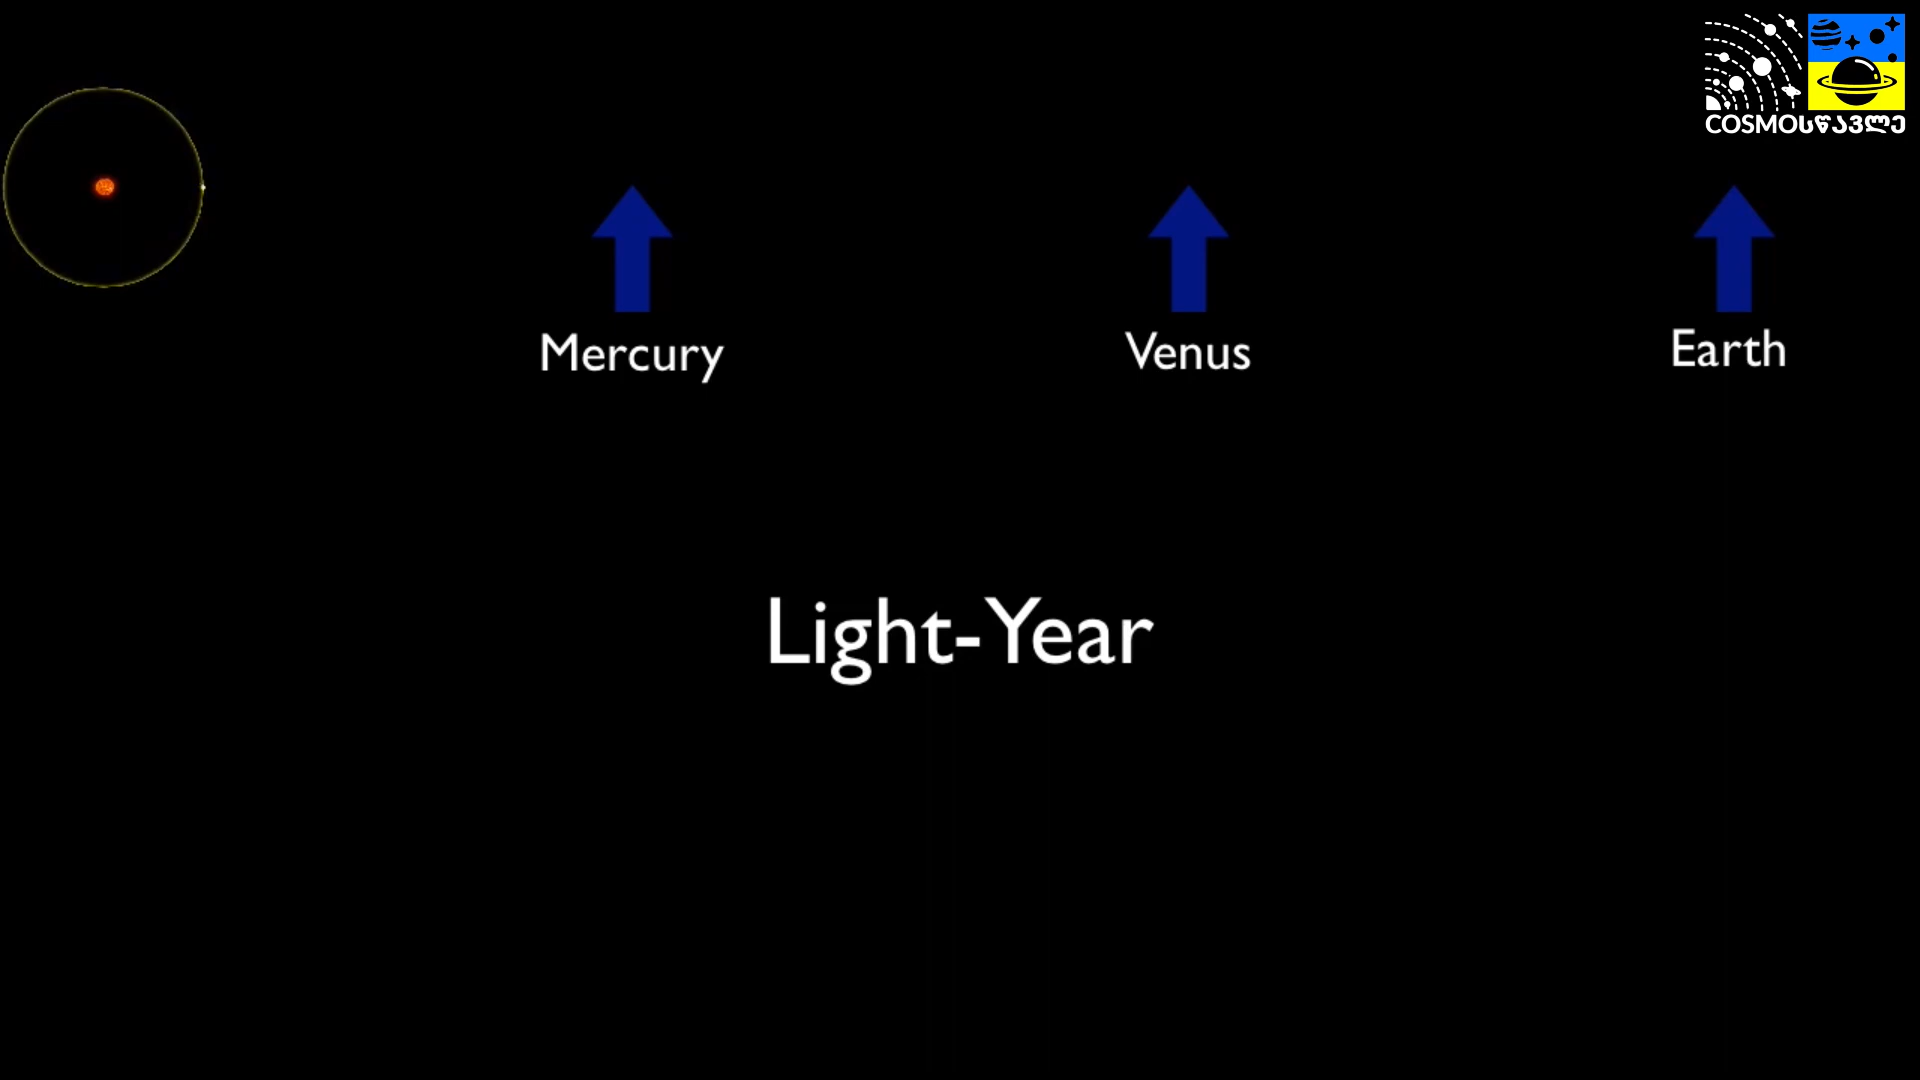 COSMOსწავლე
Mercury
Venus
Earth
Light-Year